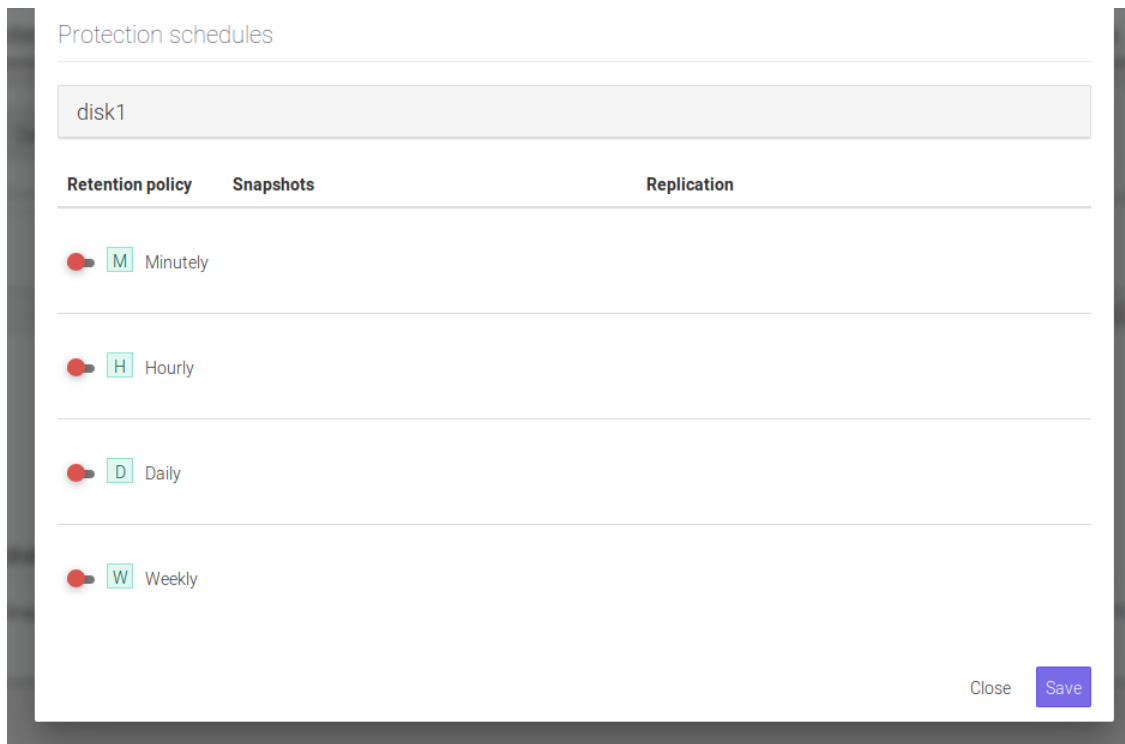 Protection schedules
disk1
Retention policy Snapshots Replication
M Minutely
H Hourly
D Daily
W Weekly
Close Save